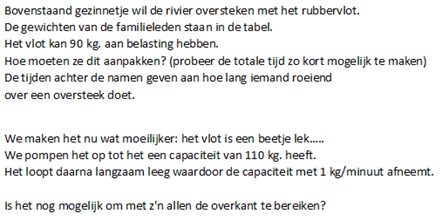 Bovenstaand gezinnetje wil de rivier oversteken met het rubbervlot.
De gewichten van de familieleden staan in de tabel.
Het vlot kan 90 kg. aan belasting hebben.
Hoe moeten ze dit aanpakken? (probeer de totale tijd zo kort mogelijk te maken)
De tijden achter de namen geven aan hoe lang iemand roeiend
over een oversteek doet.
We maken het nu wat moeilijker: het vlot is een beetje lek.....
We pompen het op tot het een capaciteit van 110 kg. heeft.
Het loopt daarna langzaam leeg waardoor de capaciteit met 1 kg/minuut afneemt.
Is het nog mogelijk om met z'n allen de overkant te bereiken?